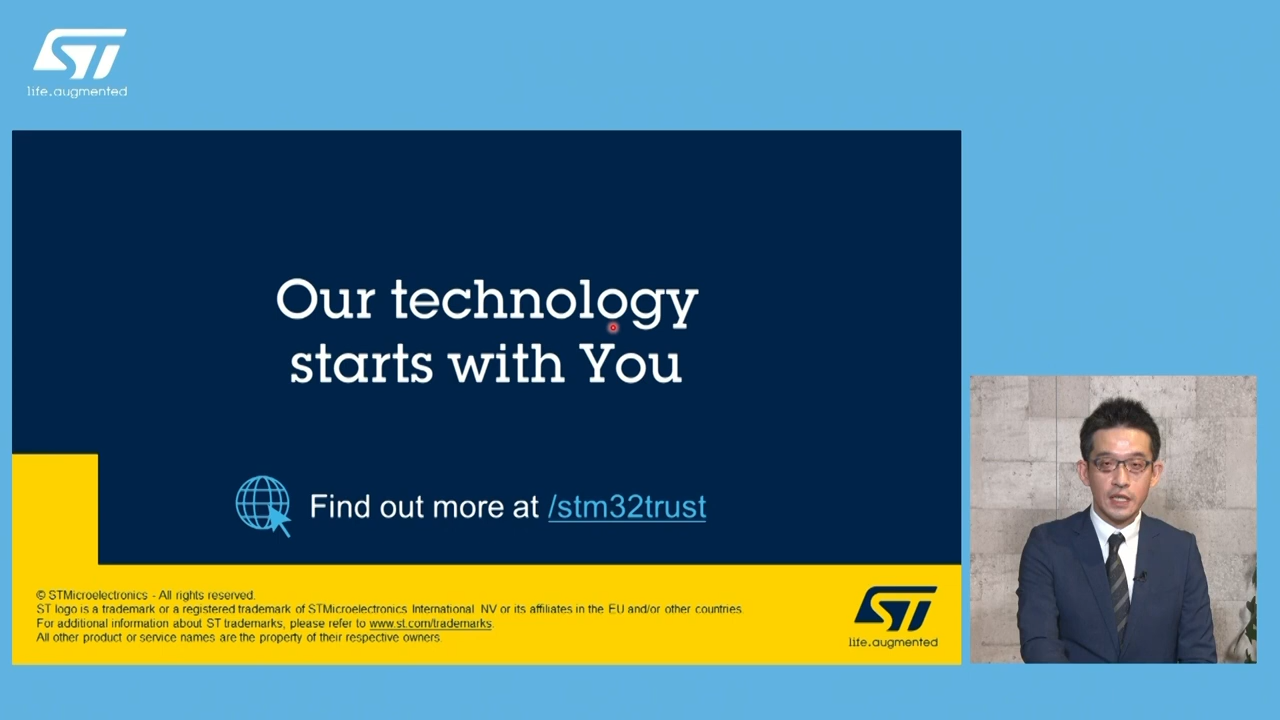 ST
life.augmented
Our technology
starts with You
Find out more at /stm32trust
© STMicroelectronics - All rights reserved.
ST logo is a trademark or a registered trademark of STMicroelectronics International NV or its affiliates in the EU and/or other countries.
For additional information about ST trademarks, please refer to www.st.com/trademarks.
All other product or service names are the property of their respective owners.
ST
life.augmented